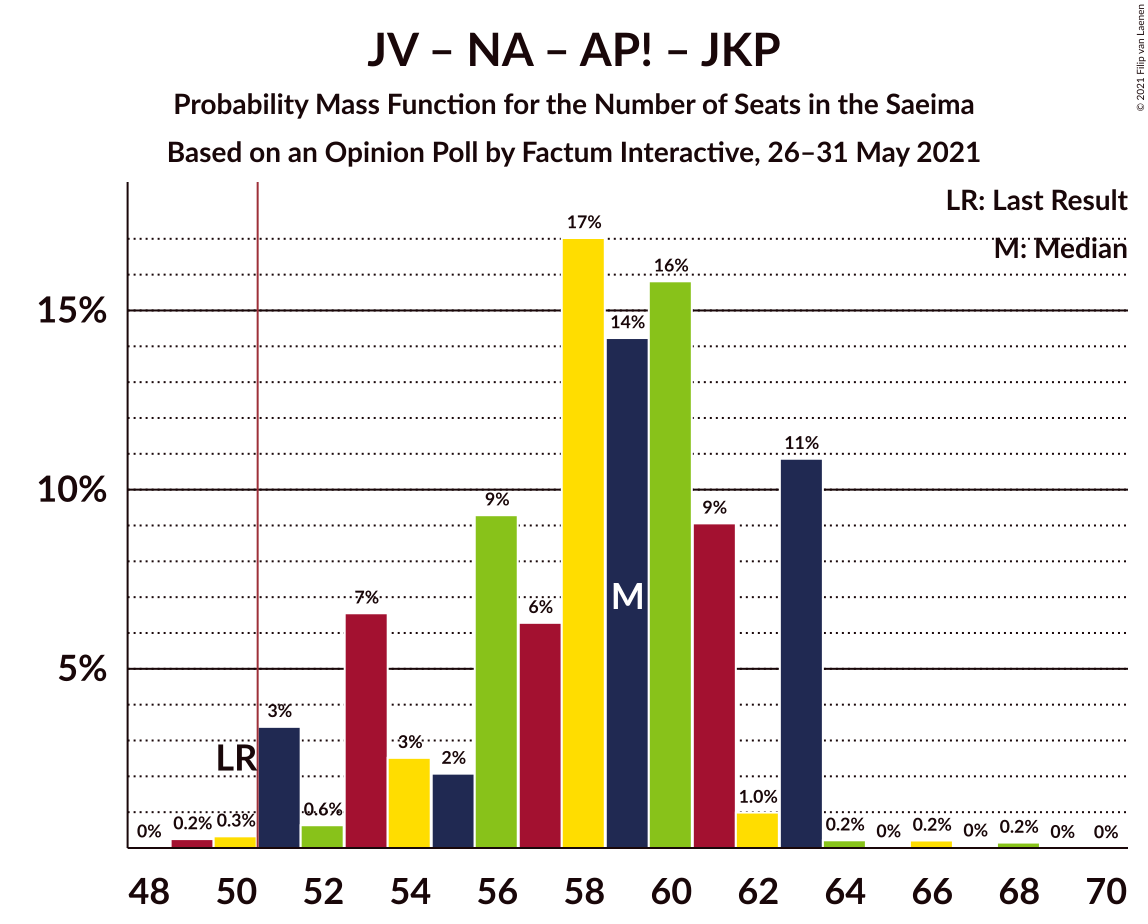 JV – NA – AP! – JKP
Probability Mass Function for the Number of Seats in the Saeima
Based on an Opinion Poll by Factum Interactive, 26–31 May 2021
© 2021 Filip van Laenen
LR: Last Result
M: Median
15%
10%
5%
0%
0.2%
0.3%
3%
0.6%
7%
3%
2%
9%
6%
17%
14%
16%
9%
1.0%
11%
0.2%
0%
0.2%
0%
0.2%
0%
0%
LR
M
48 50 52 54 56 58 60 62 64 66 68 70